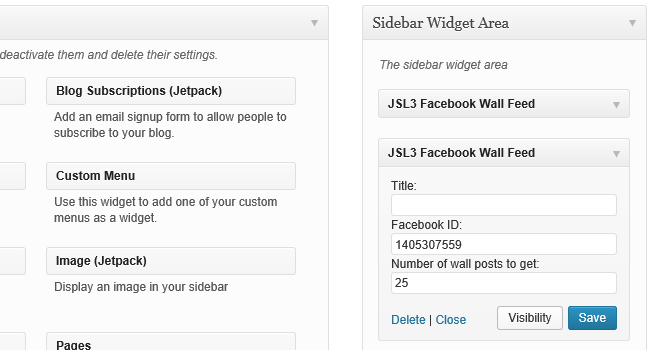 deactivate them and delete their settings.
Blog Subscriptions (Jetpack)
Add an email signup form to allow people to
subscribe to your blog.
Custom Menu
Use this widget to add one of your custom
menus as a widget.
Image (Jetpack)
Display an image in your sidebar
Pages
Sidebar Widget Area
The sidebar widget area
JSL3 Facebook Wall Feed
JSL3 Facebook Wall Feed
Title:
Facebook ID:
1405307559
Number of wall posts to get:
25
Delete | Close Visibility Save